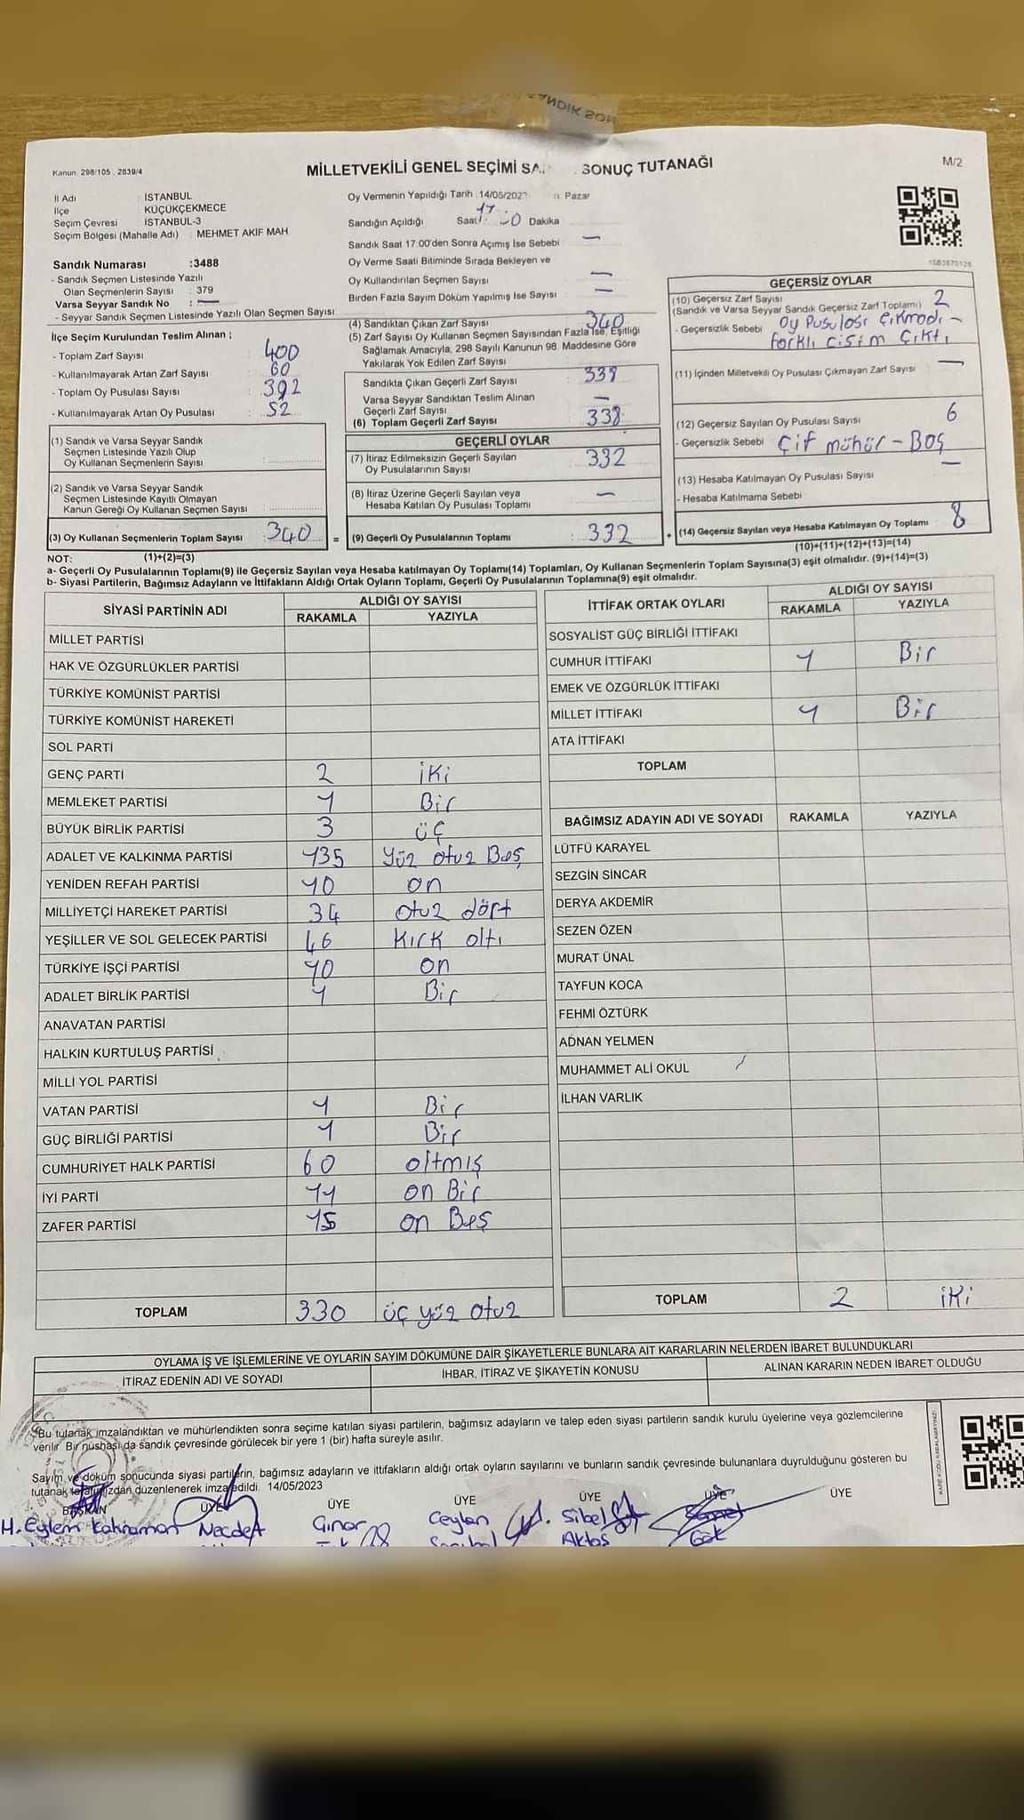 SANDIK SON
Kanun 298/105 . 2839/4
MİLLETVEKİLİ GENEL SEÇİMİ SA SONUÇ TUTANAĞI
M/2
İl Adı : İSTANBUL
İlçe KÜÇÜKÇEKMECE
Seçim Çevresi : İSTANBUL-3
Seçim Bölgesi (Mahalle Adı) : MEHMET AKİF MAH
Sandık Numarası :3488
- Sandık Seçmen Listesinde Yazılı
Olan Seçmenlerin Sayısı : 379
Varsa Seyyar Sandık No : —
- Seyyar Sandık Seçmen Listesinde Yazılı Olan Seçmen Sayısı
Oy Vermenin Yapıldığı Tarih : 14/05/202 Pazar
Sandığın Açıldığı Saat: 17 Dakika
Sandık Saat 17:00'den Sonra Açmış İse Sebebi —
Oy Verme Saati Bitiminde Sırada Bekleyen ve
Oy Kullandırılan Seçmen Sayısı —
Birden Fazla Sayım Döküm Yapılmış İse Sayısı —
İlçe Seçim Kurulundan Teslim Alınan ;
- Toplam Zarf Sayısı : 400
- Kullanılmayarak Artan Zarf Sayısı : 60
- Toplam Oy Pusulası Sayısı : 392
- Kullanılmayarak Artan Oy Pusulası : 52
(1) Sandık ve Varsa Seyyar Sandık
Seçmen Listesinde Yazılı Olup
Oy Kullanan Seçmenlerin Sayısı
(2) Sandık ve Varsa Seyyar Sandık
Seçmen Listesinde Kayıtlı Olmayan
Kanun Gereği Oy Kullanan Seçmen Sayısı
(3) Oy Kullanan Seçmenlerin Toplam Sayısı : 340 =
(4) Sandıktan Çıkan Zarf Sayısı 340
(5) Zarf Sayısı Oy Kullanan Seçmen Sayısından Fazla İse, Eşitliği
Sağlamak Amacıyla, 298 Sayılı Kanunun 98. Maddesine Göre
Yakılarak Yok Edilen Zarf Sayısı
Sandıkta Çıkan Geçerli Zarf Sayısı : 338
Varsa Seyyar Sandıktan Teslim Alınan
Geçerli Zarf Sayısı —
(6) Toplam Geçerli Zarf Sayısı 338
GEÇERLİ OYLAR
(7) İtiraz Edilmeksizin Geçerli Sayılan
Oy Pusulalarının Sayısı : 332
(8) İtiraz Üzerine Geçerli Sayılan veya
Hesaba Katılan Oy Pusulası Toplamı —
(9) Geçerli Oy Pusulalarının Toplamı : 332 +
GEÇERSİZ OYLAR
(10) Geçersiz Zarf Sayısı 2
(Sandık ve Varsa Seyyar Sandık Geçersiz Zarf Toplamı)
- Geçersizlik Sebebi Oy Pusulası Çıkmadı -
farklı cisim çıktı
(11) İçinden Milletvekili Oy Pusulası Çıkmayan Zarf Sayısı —
(12) Geçersiz Sayılan Oy Pusulası Sayısı 6
- Geçersizlik Sebebi Çif mühür - Boş
(13) Hesaba Katılmayan Oy Pusulası Sayısı —
- Hesaba Katılmama Sebebi
(14) Geçersiz Sayılan veya Hesaba Katılmayan Oy Toplamı 8
(10)+(11)+(12)+(13)=(14)
NOT: (1)+(2)=(3)
a- Geçerli Oy Pusulalarının Toplamı(9) ile Geçersiz Sayılan veya Hesaba katılmayan Oy Toplamı(14) Toplamları, Oy Kullanan Seçmenlerin Toplam Sayısına(3) eşit olmalıdır. (9)+(14)=(3)
b- Siyasi Partilerin, Bağımsız Adayların ve İttifakların Aldığı Ortak Oyların Toplamı, Geçerli Oy Pusulalarının Toplamına(9) eşit olmalıdır.
SİYASİ PARTİNİN ADI ALDIĞI OY SAYISI
RAKAMLA YAZIYLA
MİLLET PARTİSİ
HAK VE ÖZGÜRLÜKLER PARTİSİ
TÜRKİYE KOMÜNİST PARTİSİ
TÜRKİYE KOMÜNİST HAREKETİ
SOL PARTİ
GENÇ PARTİ 2 iki
MEMLEKET PARTİSİ 1 Bir
BÜYÜK BİRLİK PARTİSİ 3 üç
ADALET VE KALKINMA PARTİSİ 135 Yüz otuz Beş
YENİDEN REFAH PARTİSİ 10 on
MİLLİYETÇİ HAREKET PARTİSİ 34 otuz dört
YEŞİLLER VE SOL GELECEK PARTİSİ 46 Kırk altı
TÜRKİYE İŞÇİ PARTİSİ 10 on
ADALET BİRLİK PARTİSİ 1 Bir
ANAVATAN PARTİSİ
HALKIN KURTULUŞ PARTİSİ
MİLLİ YOL PARTİSİ
VATAN PARTİSİ 1 Bir
GÜÇ BİRLİĞİ PARTİSİ 1 Bir
CUMHURİYET HALK PARTİSİ 60 altmış
İYİ PARTİ 11 on Bir
ZAFER PARTİSİ 15 on Beş
TOPLAM 330 üç yüz otuz
İTTİFAK ORTAK OYLARI ALDIĞI OY SAYISI
RAKAMLA YAZIYLA
SOSYALİST GÜÇ BİRLİĞİ İTTİFAKI
CUMHUR İTTİFAKI 1 Bir
EMEK VE ÖZGÜRLÜK İTTİFAKI
MİLLET İTTİFAKI 1 Bir
ATA İTTİFAKI
TOPLAM
BAĞIMSIZ ADAYIN ADI VE SOYADI RAKAMLA YAZIYLA
LÜTFÜ KARAYEL
SEZGİN SİNCAR
DERYA AKDEMİR
SEZEN ÖZEN
MURAT ÜNAL
TAYFUN KOCA
FEHMİ ÖZTÜRK
ADNAN YELMEN
MUHAMMET ALİ OKUL
İLHAN VARLIK
TOPLAM 2 iki
OYLAMA İŞ VE İŞLEMLERİNE VE OYLARIN SAYIM DÖKÜMÜNE DAİR ŞİKAYETLERLE BUNLARA AİT KARARLARIN NELERDEN İBARET BULUNDUKLARI
İTİRAZ EDENİN ADI VE SOYADI İHBAR, İTİRAZ VE ŞİKAYETİN KONUSU ALINAN KARARIN NEDEN İBARET OLDUĞU
Bu tutanak imzalandıktan ve mühürlendikten sonra seçime katılan siyasi partilerin, bağımsız adayların ve talep eden siyasi partilerin sandık kurulu üyelerine veya gözlemcilerine
verilir. Bir nüshası da sandık çevresinde görülecek bir yere 1 (bir) hafta süreyle asılır.
Sayım ve döküm sonucunda siyasi partilerin, bağımsız adayların ve ittifakların aldığı ortak oyların sayılarını ve bunların sandık çevresinde bulunanlara duyrulduğunu gösteren bu
tutanak tarafımızdan düzenlenerek imza edildi. 14/05/2023
BAŞKAN ÜYE ÜYE ÜYE ÜYE ÜYE ÜYE
H. Eylem Kahraman Necdet Çınar Ceylan Sibel
Aktaş Gök